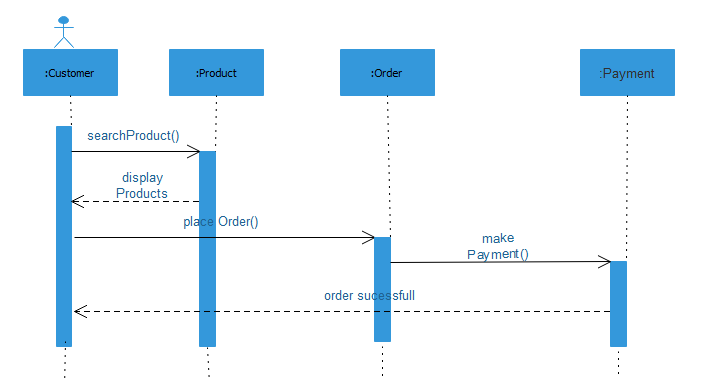 :Customer
:Product
:Order
:Payment
searchProduct()
display
Products
place Order()
make
Payment()
order sucessfull